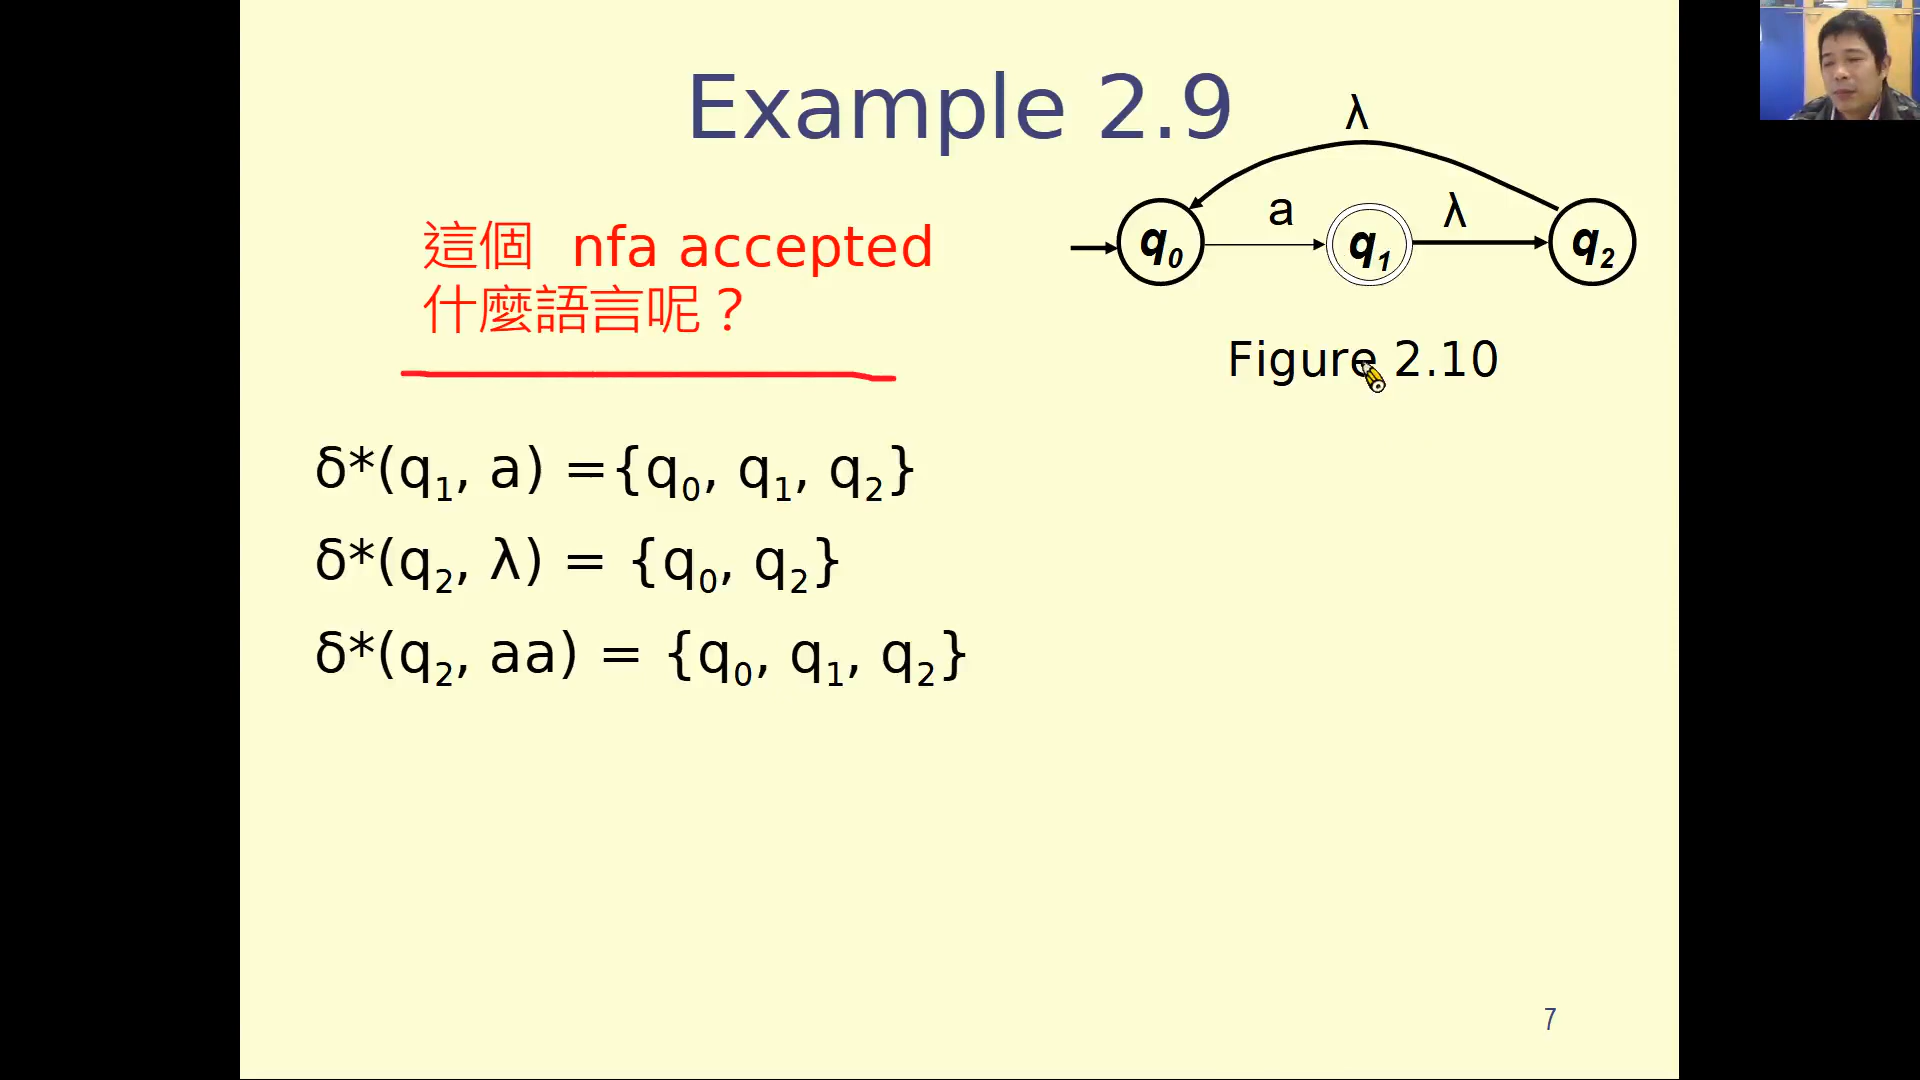 Example 2.9
λ
這個 nfa accepted
什麼語言呢？
a
λ
q0
q1
q2
Figure 2.10
δ*(q1, a) ={q0, q1, q2}
δ*(q2, λ) = {q0, q2}
δ*(q2, aa) = {q0, q1, q2}
7